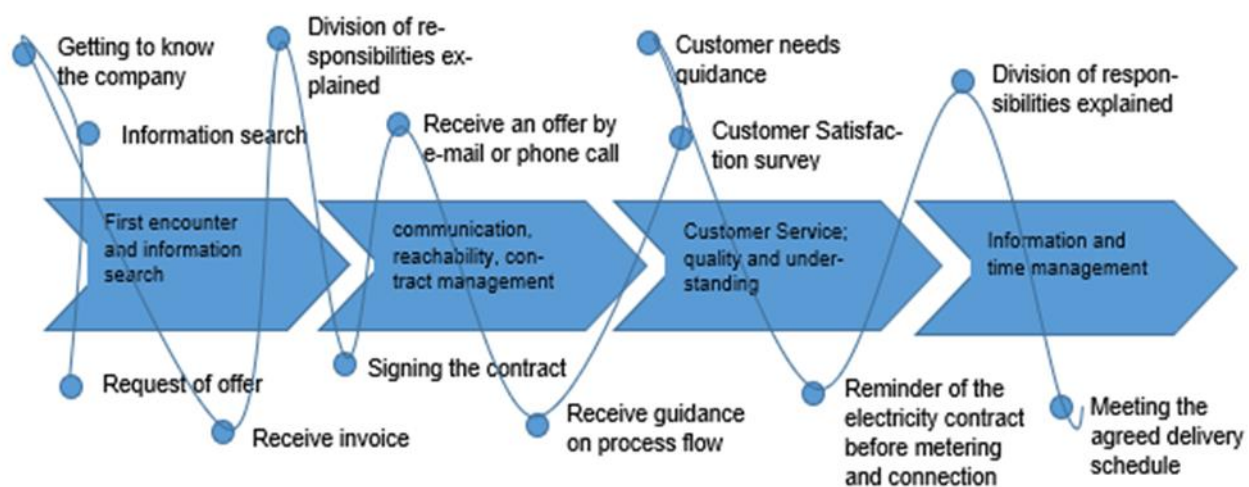 Getting to know
the company
Information search
Division of re-
sponsibilities ex-
plained
Receive an offer by
e-mail or phone call
Customer needs
guidance
Customer Satisfac-
tion survey
Division of respon-
sibilities explained
First encounter
and information
search
communication,
reachability, con-
tract management
Customer Service;
quality and under-
standing
Information and
time management
Request of offer
Receive invoice
Signing the contract
Receive guidance
on process flow
Reminder of the
electricity contract
before metering
and connection
Meeting the
agreed delivery
schedule